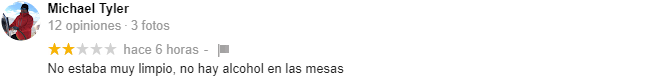 Michael Tyler
12 opiniones · 3 fotos
hace 6 horas -
No estaba muy limpio, no hay alcohol en las mesas